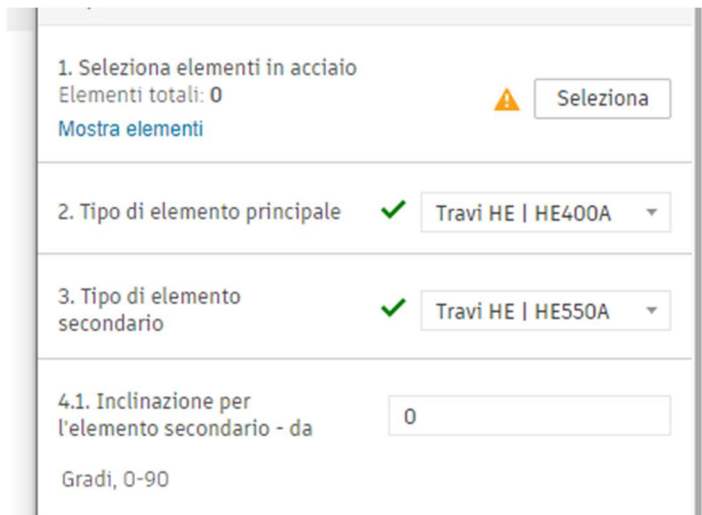 1. Seleziona elementi in acciaio
Elementi totali: 0
Seleziona
Mostra elementi
2. Tipo di elemento principale
Travi HE | HE400A
3. Tipo di elemento
secondario
Travi HE | HE550A
4.1. Inclinazione per
l'elemento secondario - da
0
Gradi, 0-90